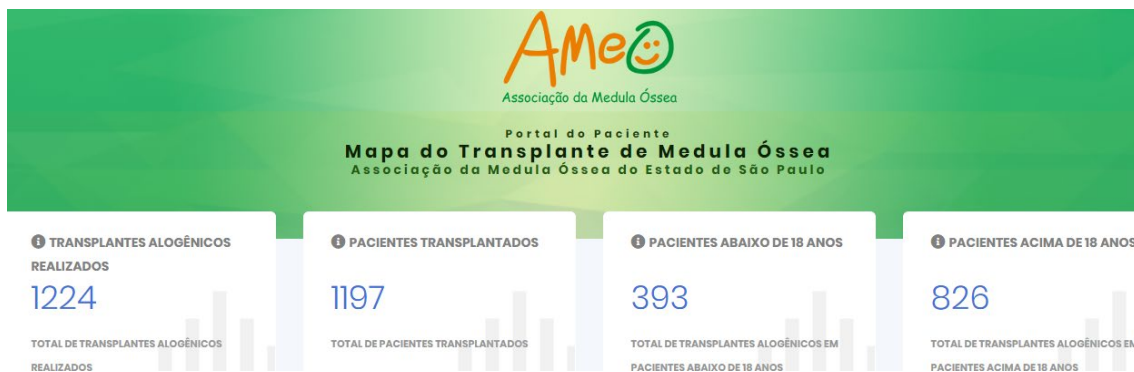 AMeO
Associação da Medula Óssea
Portal do Paciente
Mapa do Transplante de Medula Óssea
Associação da Medula Óssea do Estado de São Paulo
TRANSPLANTES ALOGÊNICOS
REALIZADOS
1224
TOTAL DE TRANSPLANTES ALOGÊNICOS
REALIZADOS
PACIENTES TRANSPLANTADOS
1197
TOTAL DE PACIENTES TRANSPLANTADOS
PACIENTES ABAIXO DE 18 ANOS
393
TOTAL DE TRANSPLANTES ALOGÊNICOS EM
PACIENTES ABAIXO DE 18 ANOS
PACIENTES ACIMA DE 18 ANOS
826
TOTAL DE TRANSPLANTES ALOGÊNICOS EM
PACIENTES ACIMA DE 18 ANOS